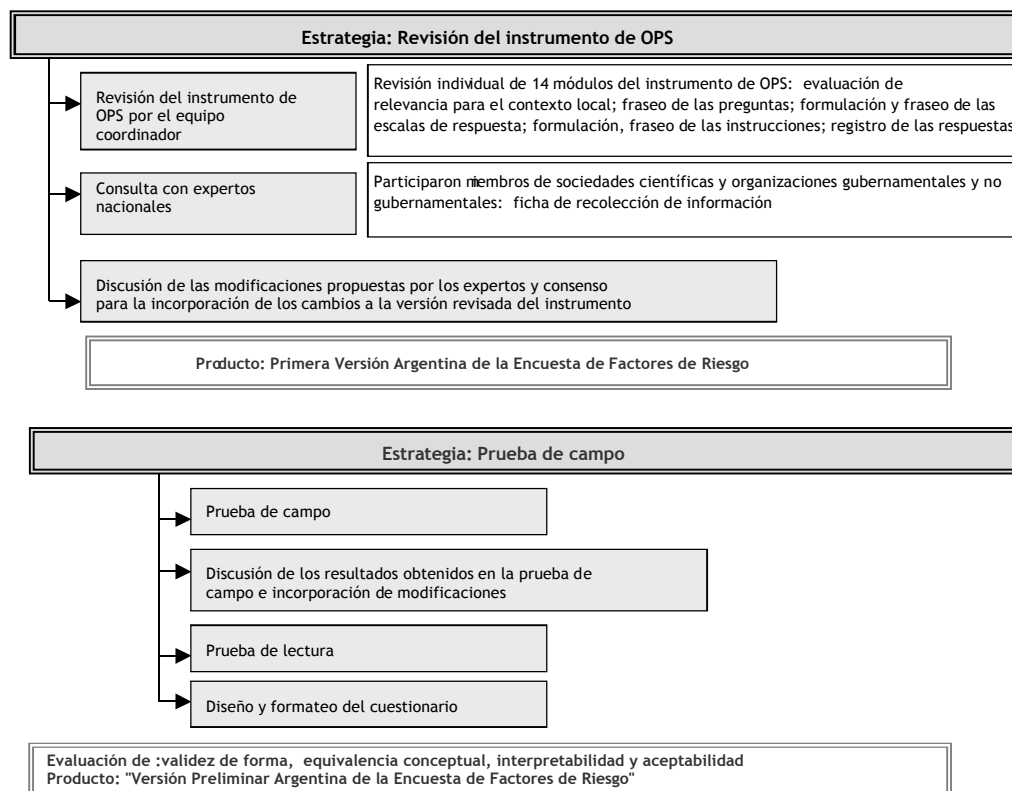 Estrategia: Revisión del instrumento de OPS
Revisión del instrumento de
OPS por el equipo
coordinador
Revisión individual de 14 módulos del instrumento de OPS: evaluación de
relevancia para el contexto local; fraseo de las preguntas; formulación y fraseo de las
escalas de respuesta; formulación, fraseo de las instrucciones; registro de las respuestas
Consulta con expertos
nacionales
Participaron miembros de sociedades científicas y organizaciones gubernamentales y no
gubernamentales: ficha de recolección de información
Discusión de las modificaciones propuestas por los expertos y consenso
para la incorporación de los cambios a la versión revisada del instrumento
Producto: Primera Versión Argentina de la Encuesta de Factores de Riesgo
Estrategia: Prueba de campo
Prueba de campo
Discusión de los resultados obtenidos en la prueba de
campo e incorporación de modificaciones
Prueba de lectura
Diseño y formateo del cuestionario
Evaluación de :validez de forma, equivalencia conceptual, interpretabilidad y aceptabilidad
Producto: "Versión Preliminar Argentina de la Encuesta de Factores de Riesgo"